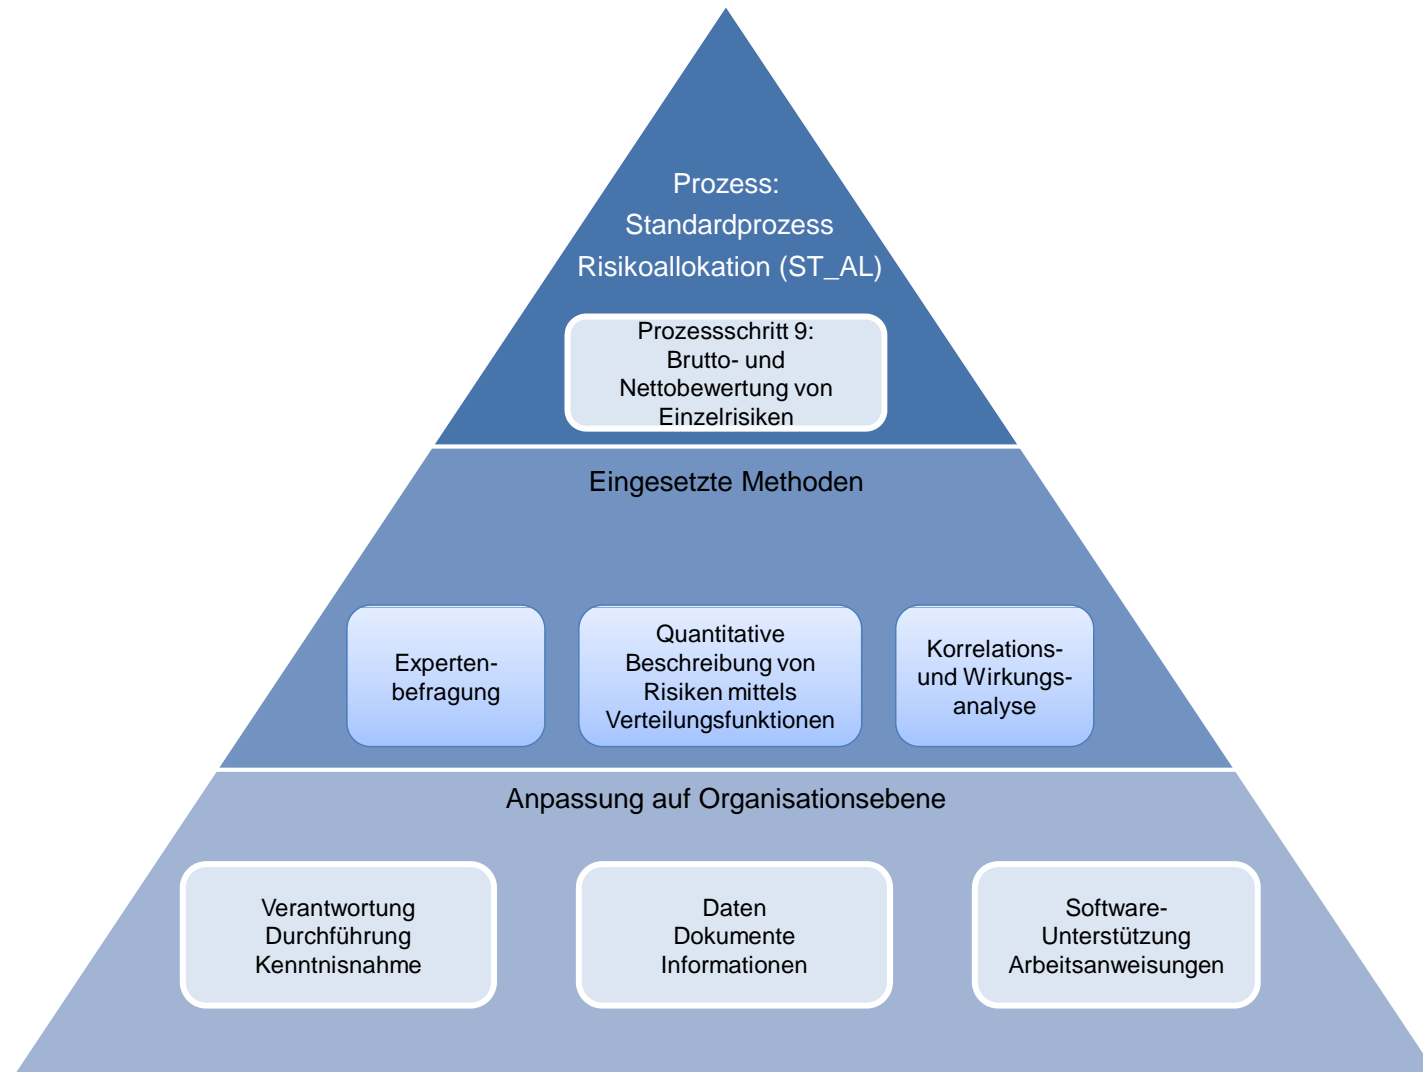 Prozess:
Standardprozess
Risikoallokation (ST_AL)
Prozessschritt 9:
Brutto- und
Nettobewertung von
Einzelrisiken
Eingesetzte Methoden
Experten-
befragung
Quantitative
Beschreibung von
Risiken mittels
Verteilungsfunktionen
Korrelations-
und Wirkungs-
analyse
Anpassung auf Organisationsebene
Verantwortung
Durchführung
Kenntnisnahme
Daten
Dokumente
Informationen
Software-
Unterstützung
Arbeitsanweisungen